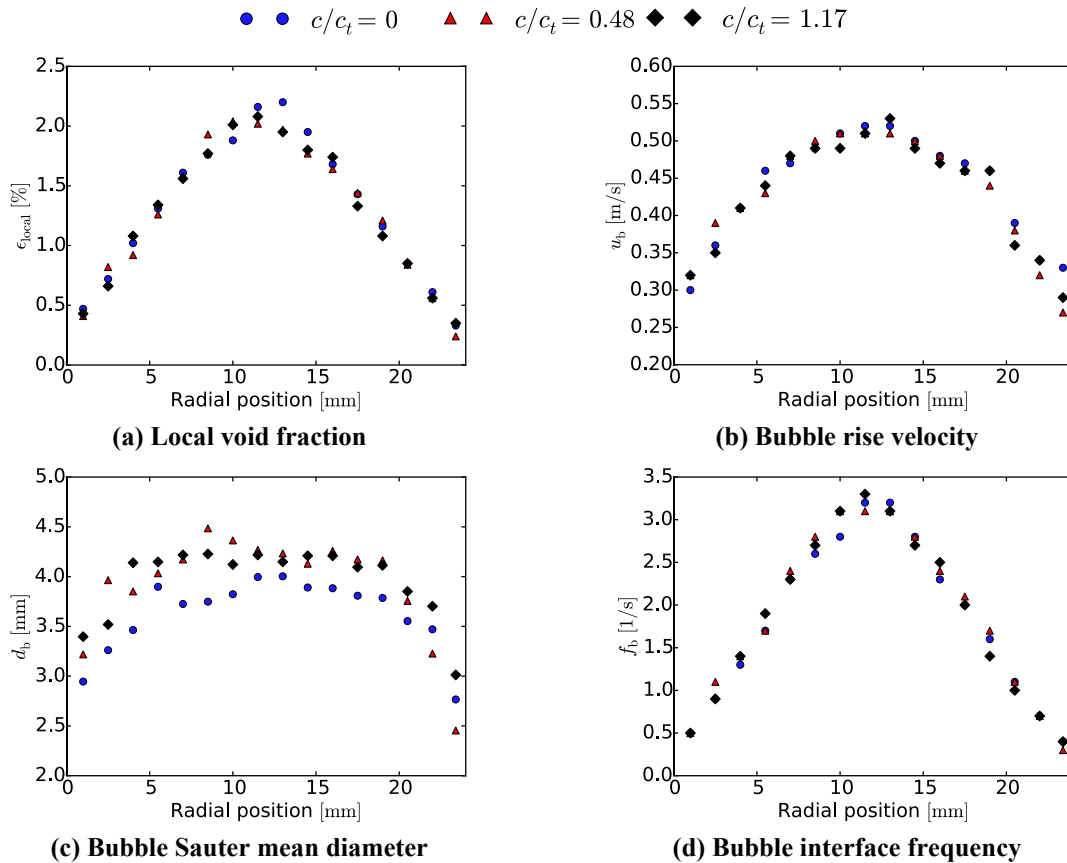 c/c_t = 0 c/c_t = 0.48 c/c_t = 1.17
2.5
2.0
1.5
1.0
0.5
0.0
ϵ_local [%]
0 5 10 15 20
Radial position [mm]
(a) Local void fraction
0.60
0.55
0.50
0.45
0.40
0.35
0.30
0.25
0.20
u_b [m/s]
0 5 10 15 20
Radial position [mm]
(b) Bubble rise velocity
5.0
4.5
4.0
3.5
3.0
2.5
2.0
d_b [mm]
0 5 10 15 20
Radial position [mm]
(c) Bubble Sauter mean diameter
3.5
3.0
2.5
2.0
1.5
1.0
0.5
0.0
f_b [1/s]
0 5 10 15 20
Radial position [mm]
(d) Bubble interface frequency